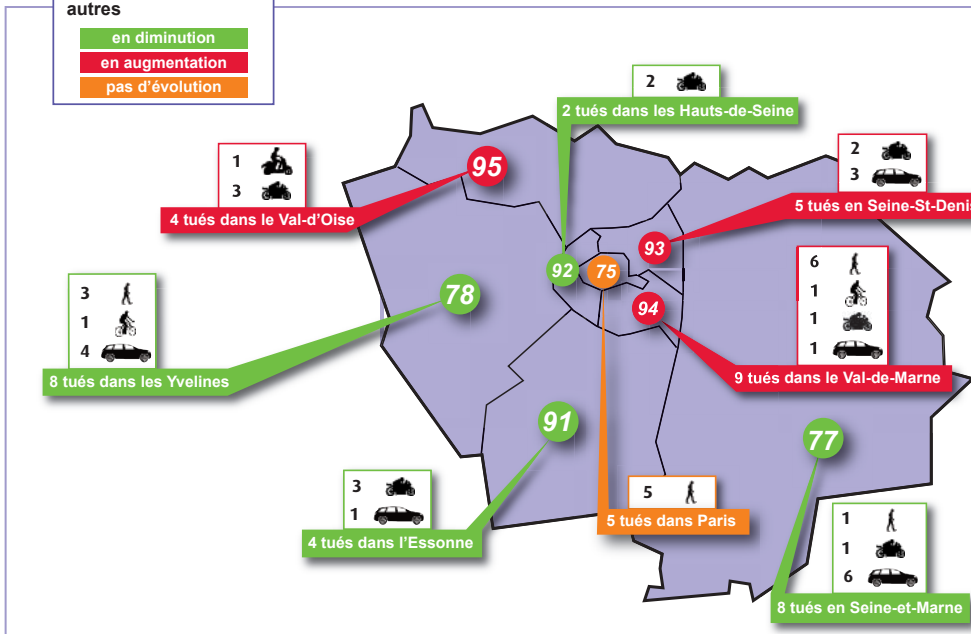 autres
en diminution
en augmentation
pas d'évolution
2
2 tués dans les Hauts-de-Seine
1
3
4 tués dans le Val-d'Oise
95
2
3
5 tués en Seine-St-Denis
93
92
75
6
1
1
1
9 tués dans le Val-de-Marne
94
3
1
4
8 tués dans les Yvelines
78
91
77
3
1
4 tués dans l'Essonne
5
5 tués dans Paris
1
1
6
8 tués en Seine-et-Marne